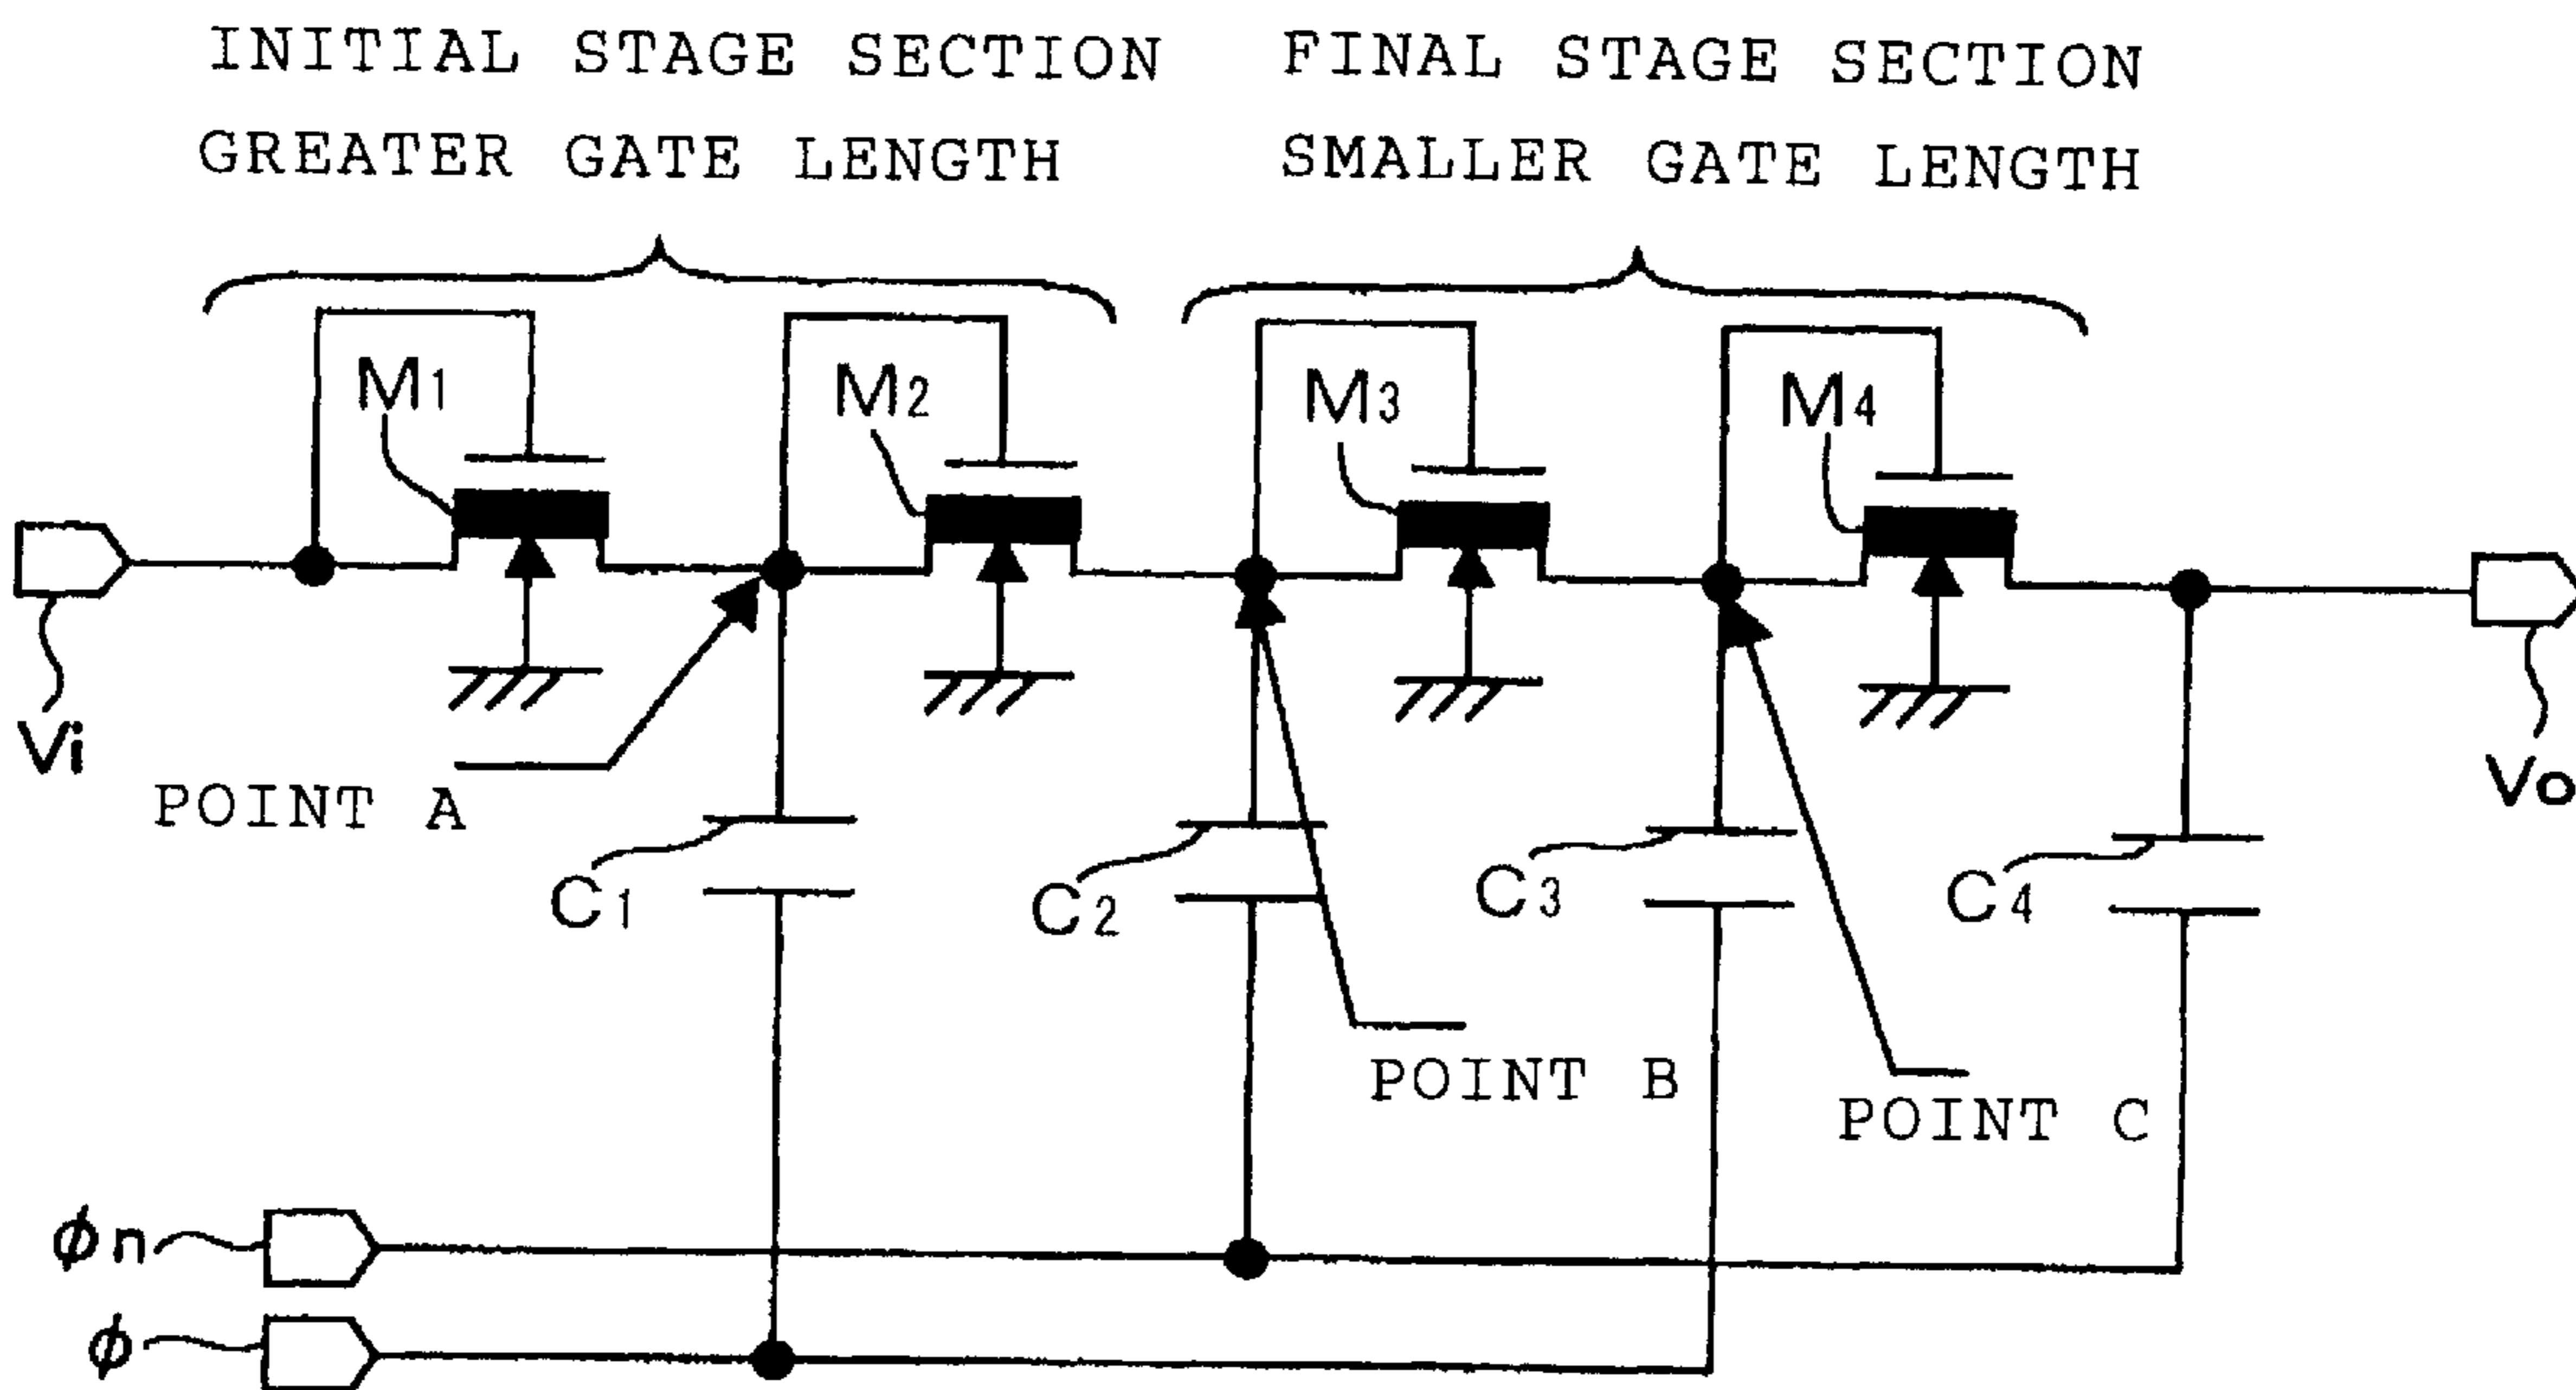 INITIAL STAGE SECTION
GREATER GATE LENGTH
FINAL STAGE SECTION
SMALLER GATE LENGTH
M1
M2
M3
M4
Vi
Vo
POINT A
C1
C2
C3
C4
POINT B
POINT C
ϕn
ϕ